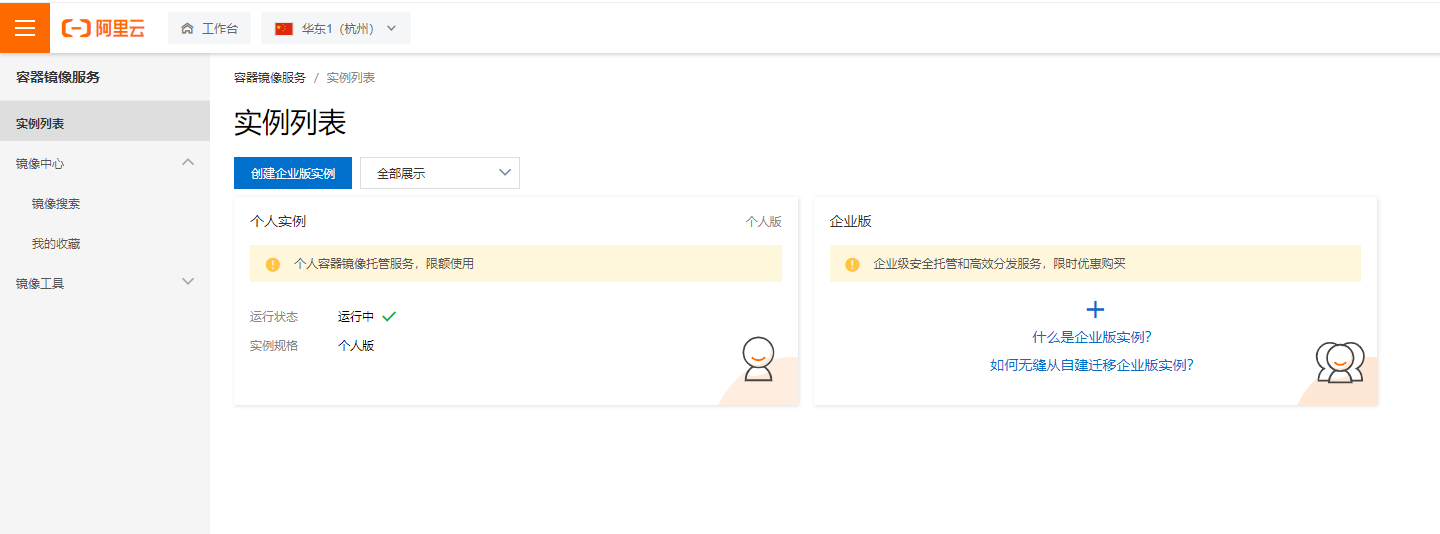 阿里云 工作台 华东1（杭州）
容器镜像服务
实例列表
镜像中心
镜像搜索
我的收藏
镜像工具
容器镜像服务 / 实例列表
实例列表
创建企业版实例 全部展示
个人实例 个人版
个人容器镜像托管服务，限额使用
运行状态 运行中
实例规格 个人版
企业版
企业级安全托管和高效分发服务，限时优惠购买
什么是企业版实例?
如何无缝从自建迁移企业版实例?